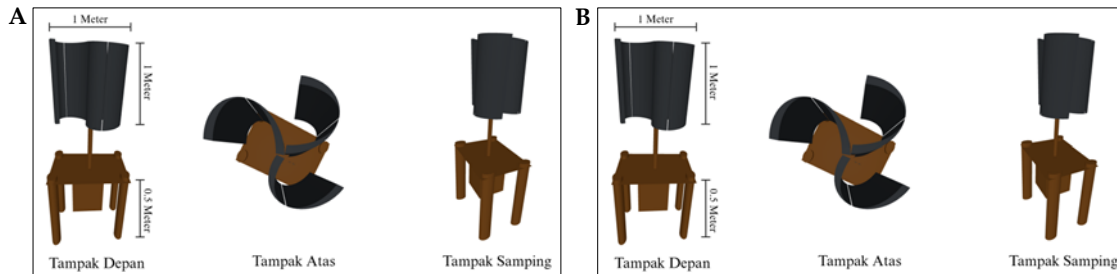 A
1 Meter
1 Meter
0.5 Meter
Tampak Depan
Tampak Atas
Tampak Samping
B
1 Meter
1 Meter
0.5 Meter
Tampak Depan
Tampak Atas
Tampak Samping